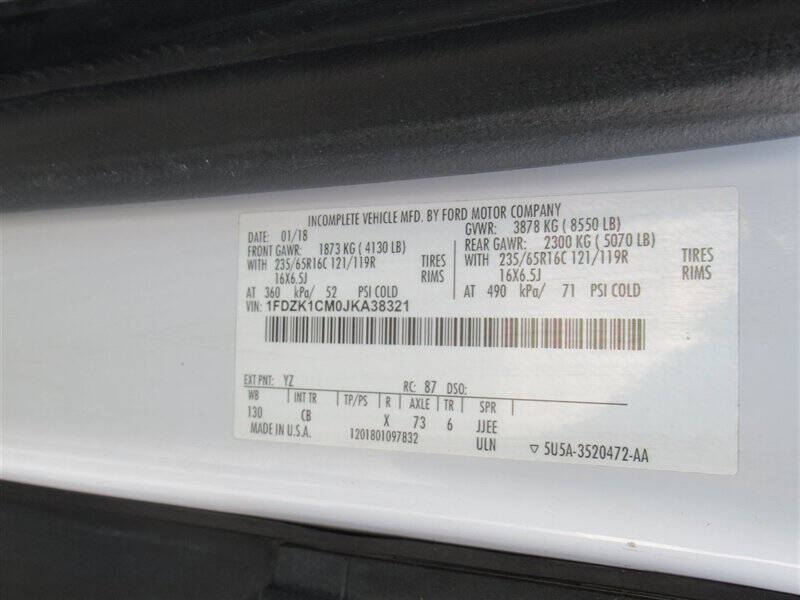 INCOMPLETE VEHICLE MFD. BY FORD MOTOR COMPANY
DATE: 01/18 GVWR: 3878 KG ( 8550 LB)
FRONT GAWR: 1873 KG ( 4130 LB) REAR GAWR: 2300 KG ( 5070 LB)
WITH 235/65R16C 121/119R TIRES WITH 235/65R16C 121/119R TIRES
16X6.5J RIMS 16X6.5J RIMS
AT 360 kPa/ 52 PSI COLD AT 490 kPa/ 71 PSI COLD
VIN: 1FDZK1CM0JKA38321
EXT PNT: YZ RC: 87 DSO:
WB INT TR TP/PS R AXLE TR SPR
130 CB X 73 6 JJEE
MADE IN U.S.A. 1201801097832 ULN ▽ 5U5A-3520472-AA